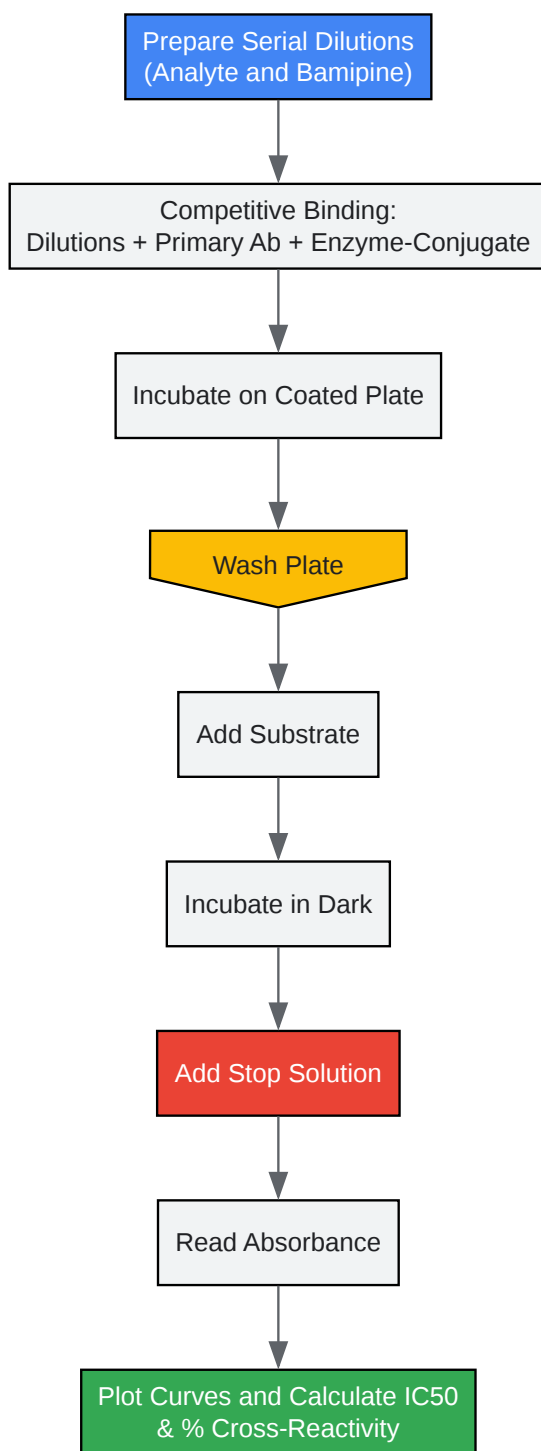 Prepare Serial Dilutions
(Analyte and Bamipine)
Competitive Binding:
Dilutions + Primary Ab + Enzyme-Conjugate
Incubate on Coated Plate
Wash Plate
Add Substrate
Incubate in Dark
Add Stop Solution
Read Absorbance
Plot Curves and Calculate IC50
& % Cross-Reactivity